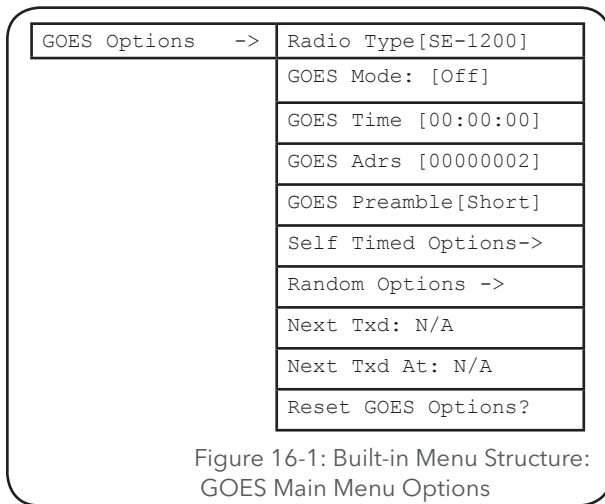 GOES Options -> Radio Type[SE-1200]
GOES Mode: [Off]
GOES Time [00:00:00]
GOES Adrs [00000002]
GOES Preamble[Short]
Self Timed Options->
Random Options ->
Next Txd: N/A
Next Txd At: N/A
Reset GOES Options?
Figure 16-1: Built-in Menu Structure:
GOES Main Menu Options